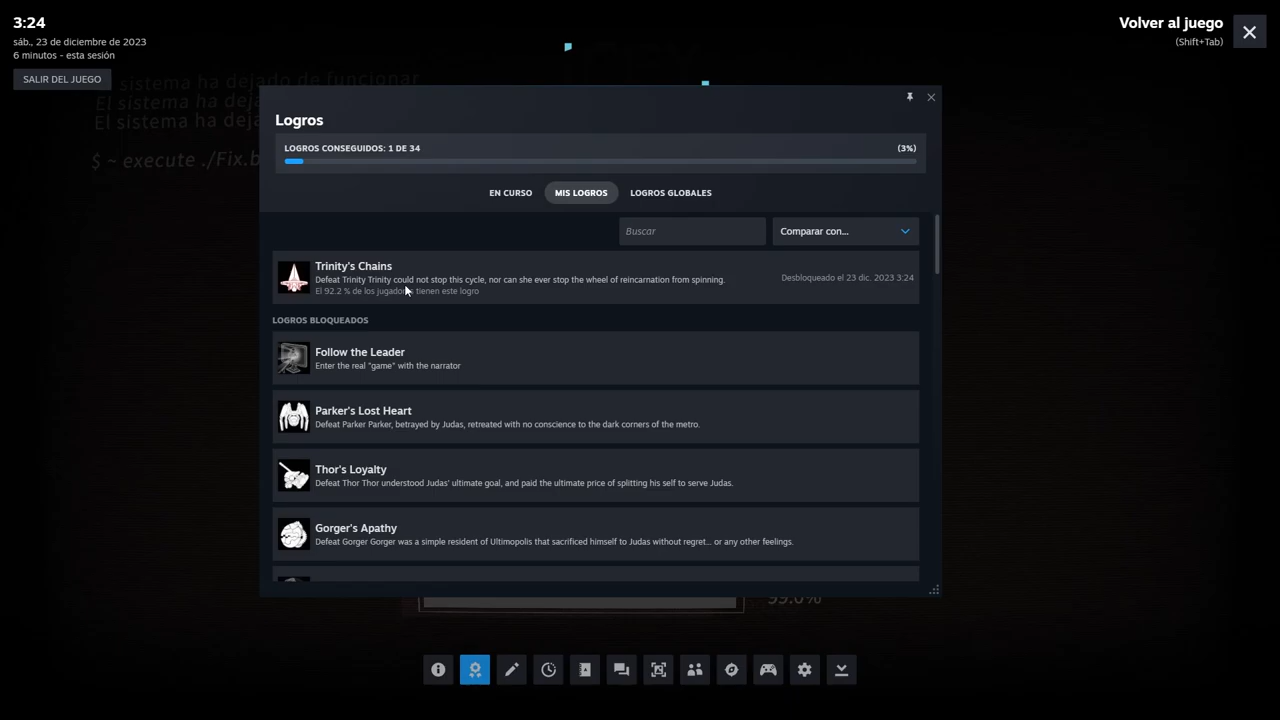 3:24
sáb., 23 de diciembre de 2023
6 minutos - esta sesión
SALIR DEL JUEGO
Volver al juego
(Shift+Tab)
sistema ha dejado de funcionar
El sistema ha deja
El sistema ha deja
$ ~ execute ./Fix.b
Logros
LOGROS CONSEGUIDOS: 1 DE 34
(3%)
EN CURSO
MIS LOGROS
LOGROS GLOBALES
Buscar
Comparar con...
Trinity's Chains
Defeat Trinity Trinity could not stop this cycle, nor can she ever stop the wheel of reincarnation from spinning.
El 92.2 % de los jugadores tienen este logro
Desbloqueado el 23 dic. 2023 3:24
LOGROS BLOQUEADOS
Follow the Leader
Enter the real "game" with the narrator
Parker's Lost Heart
Defeat Parker Parker, betrayed by Judas, retreated with no conscience to the dark corners of the metro.
Thor's Loyalty
Defeat Thor Thor understood Judas' ultimate goal, and paid the ultimate price of splitting his self to serve Judas.
Gorger's Apathy
Defeat Gorger Gorger was a simple resident of Ultimopolis that sacrificed himself to Judas without regret... or any other feelings.
99.0%